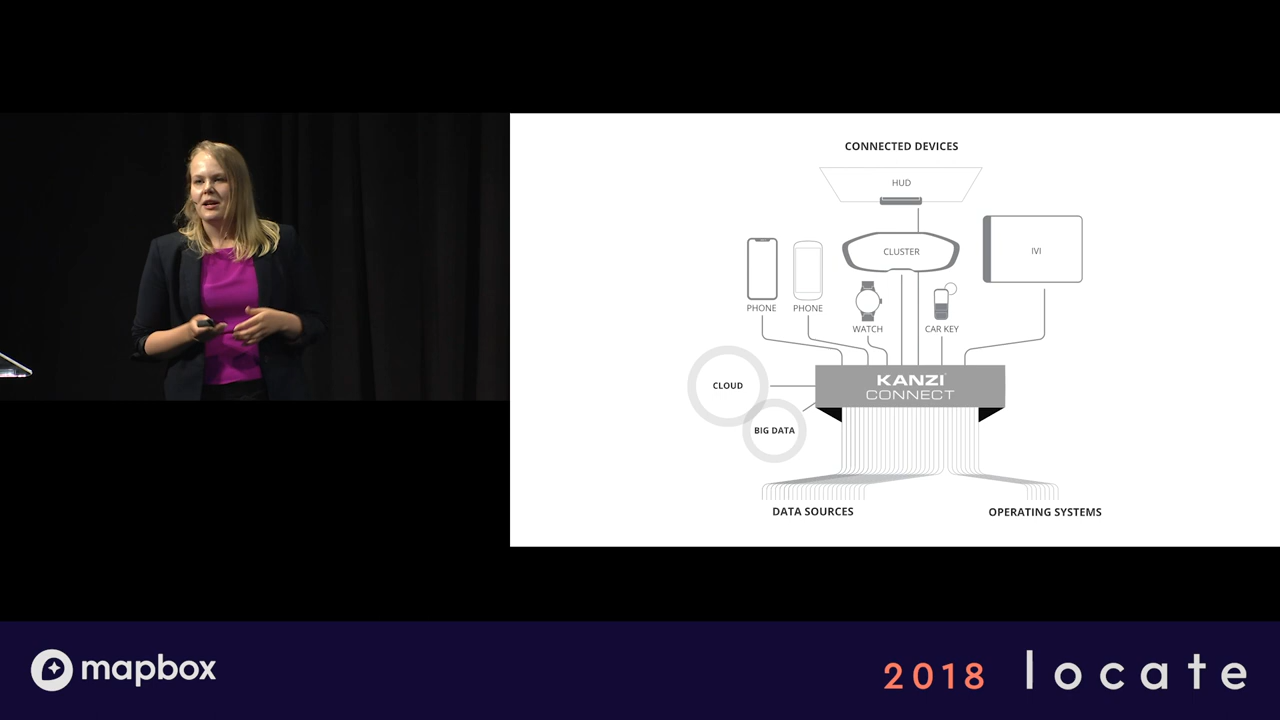 CONNECTED DEVICES
HUD
CLUSTER
IVI
PHONE
PHONE
WATCH
CAR KEY
CLOUD
KANZI
CONNECT
BIG DATA
DATA SOURCES
OPERATING SYSTEMS
mapbox
2018 locate